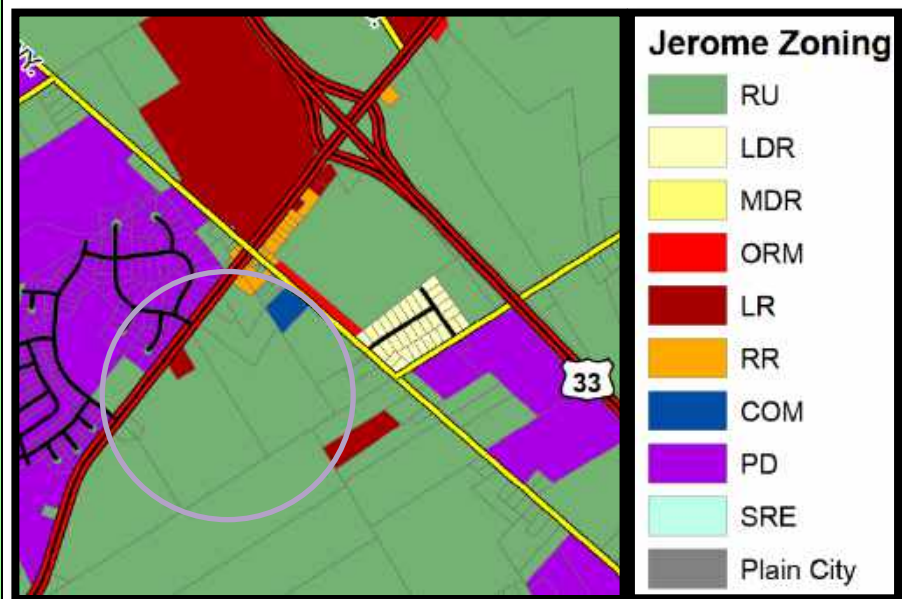 Jerome Zoning
RU
LDR
MDR
ORM
LR
RR
COM
PD
SRE
Plain City
33